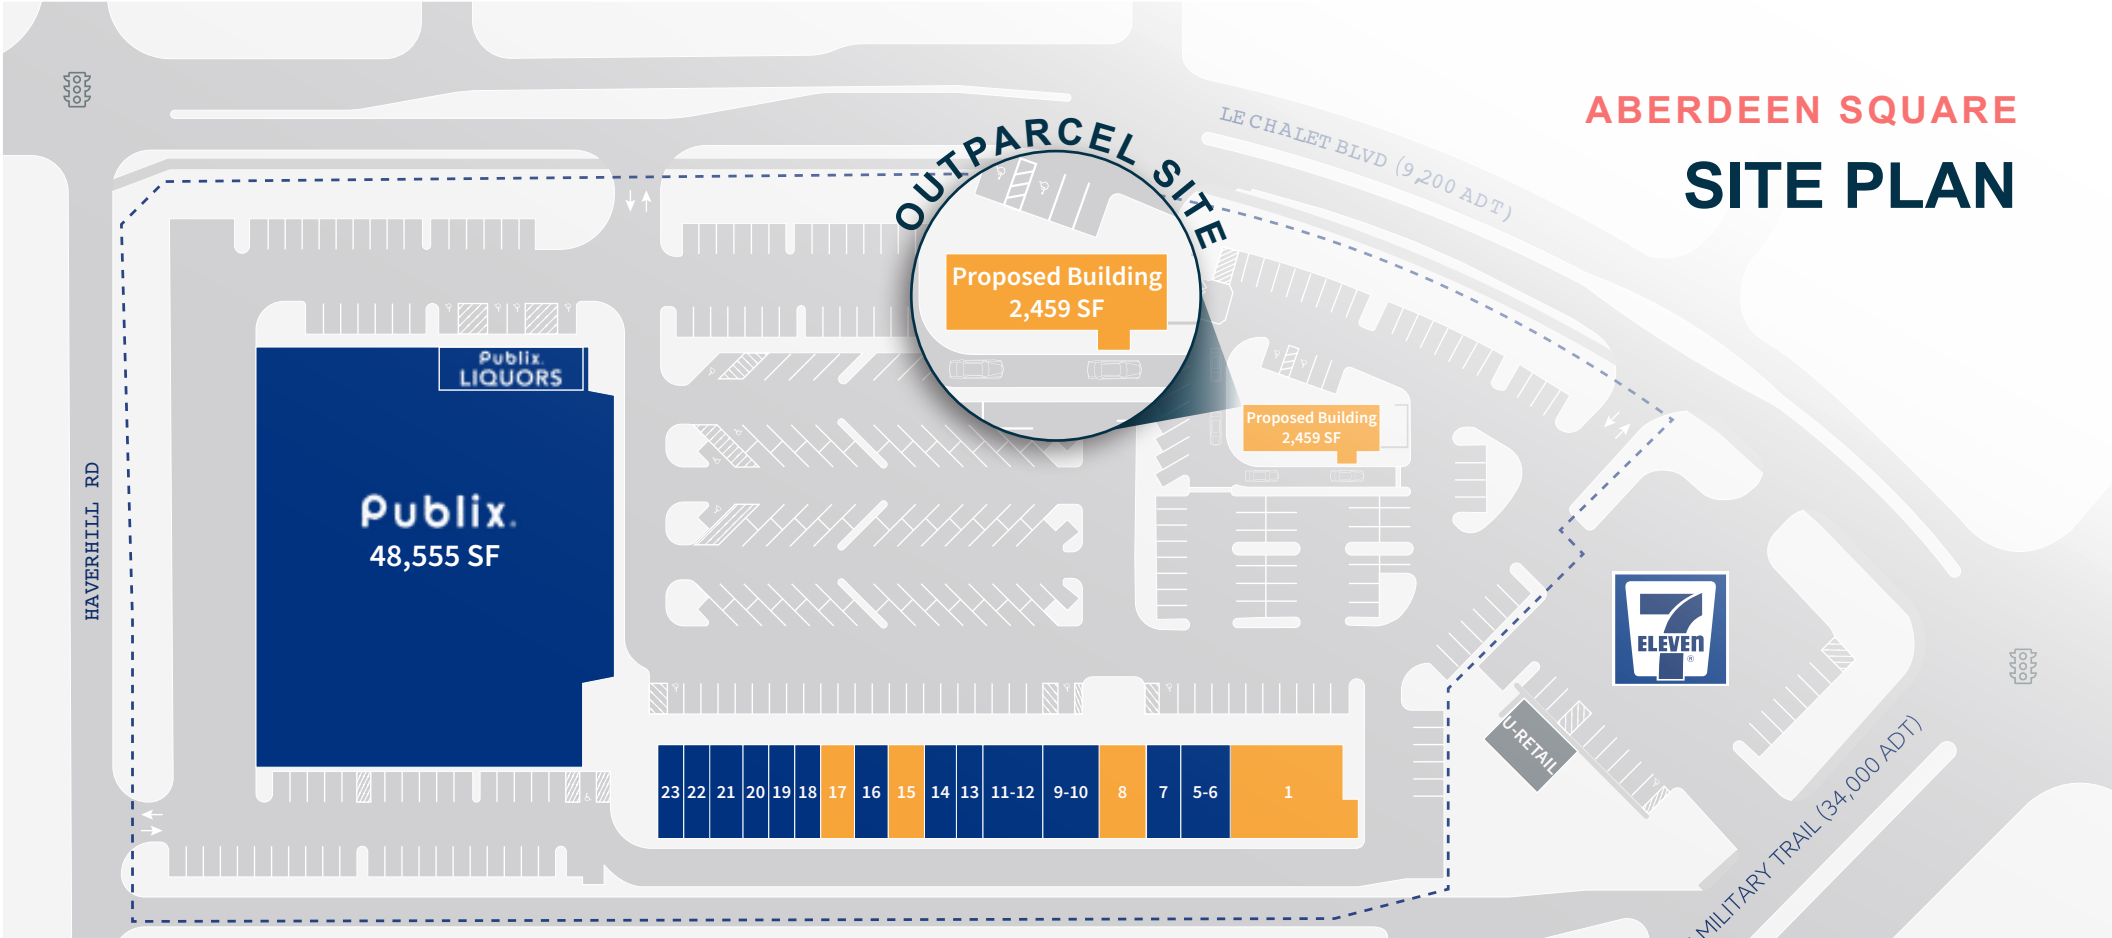 ABERDEEN SQUARE
SITE PLAN
LE CHALET BLVD (9,200 ADT)
OUTPARCEL SITE
Proposed Building
2,459 SF
Proposed Building
2,459 SF
Publix.
LIQUORS
Publix.
48,555 SF
HAVERHILL RD
7
ELEVEn
®
U-RETAIL
23 22 21 20 19 18 17 16 15 14 13 11-12 9-10 8 7 5-6 1
MILITARY TRAIL (34,000 ADT)